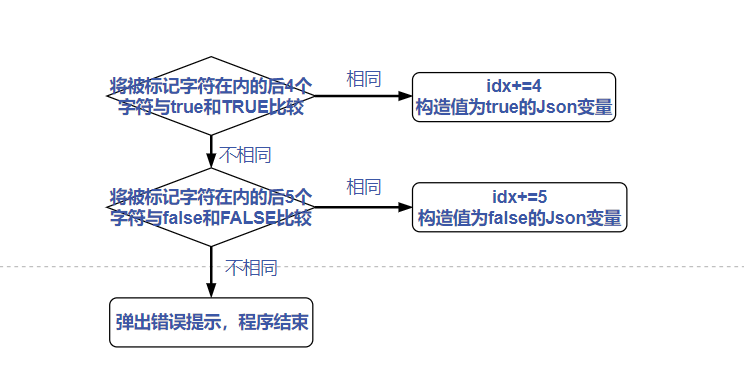 将被标记字符在内的后4个
字符与true和TRUE比较
相同
idx+=4
构造值为true的Json变量
不相同
将被标记字符在内的后5个
字符与false和FALSE比较
相同
idx+=5
构造值为false的Json变量
不相同
弹出错误提示，程序结束